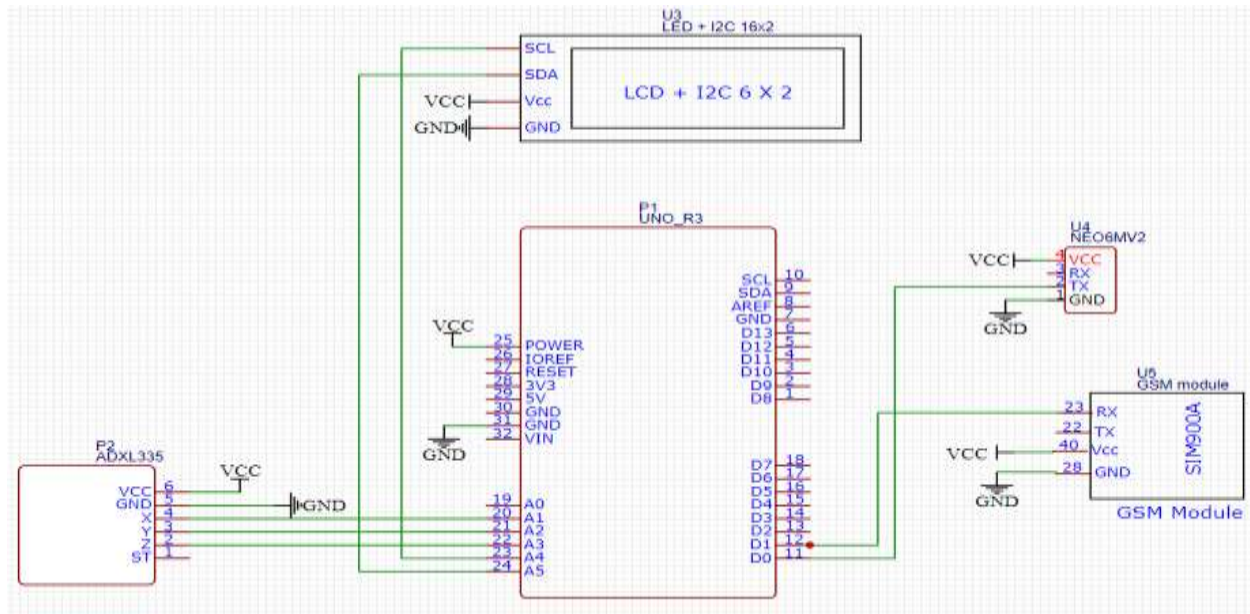 U3
LED + I2C 16x2
SCL
SDA
VCC Vcc
GND GND
LCD + I2C 6 X 2
P1
UNO_R3
SCL 10
SDA 9
AREF 8
GND 7
D13 6
D12 5
D11 4
D10 3
D9 2
D8 1
VCC
25 POWER
26 IOREF
27 RESET
28 3V3
29 5V
30 GND
31 GND
32 VIN
GND
D7 18
D6 17
D5 16
D4 15
D3 14
D2 13
D1 12
D0 11
19 A0
20 A1
21 A2
22 A3
23 A4
24 A5
P2
ADXL335
VCC
VCC 6
GND 5
GND
X 4
Y 3
Z 2
ST 1
U4
NEO6MV2
VCC 4 VCC
3 RX
2 TX
1 GND
GND
U5
GSM module
23 RX
22 TX
VCC 40 Vcc
28 GND
GND
SIM900A
GSM Module